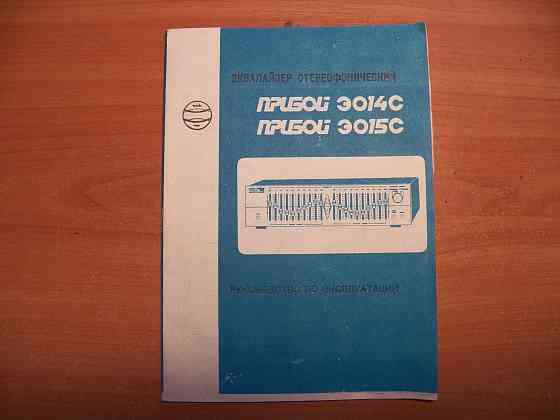 ЭКВАЛАЙЗЕР СТЕРЕОФОНИЧЕСКИЙ
ПРИБОЙ Э014С
ПРИБОЙ Э015С
РУКОВОДСТВО ПО ЭКСПЛУАТАЦИИ